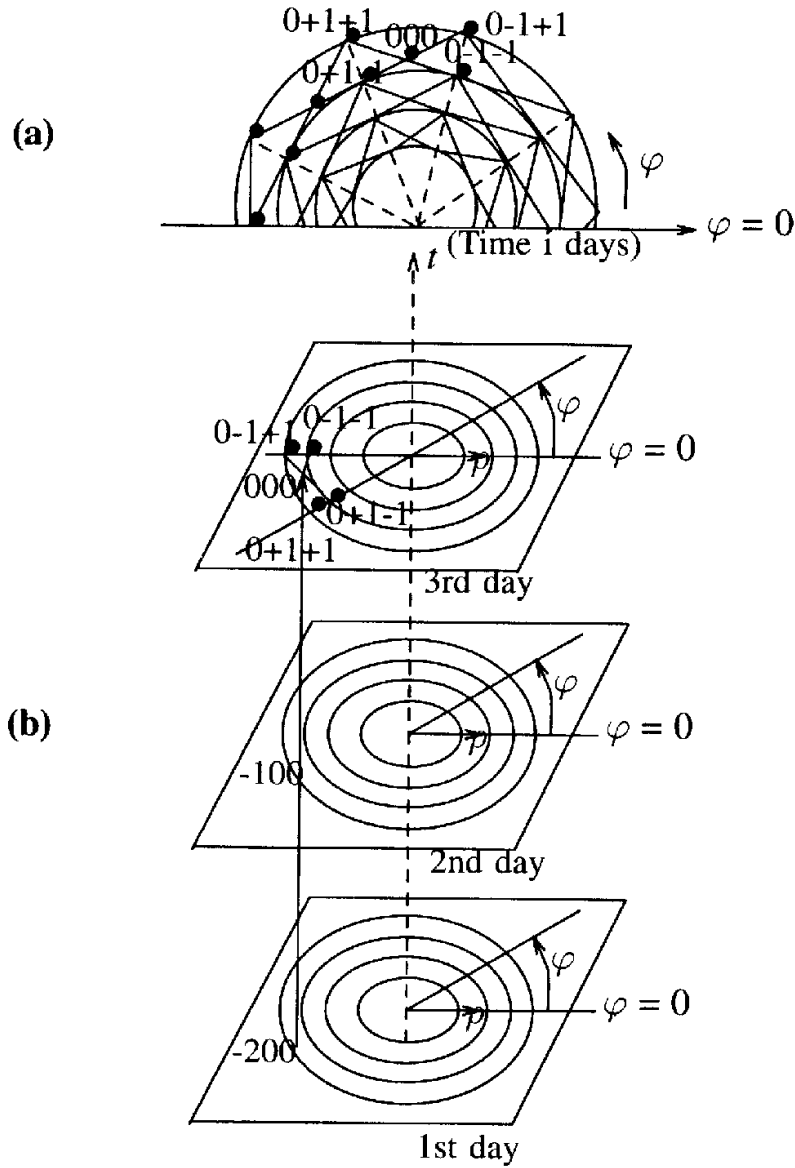 0+1+1
000
0-1+1
0-1-1
0+1-1
(a)
φ
φ = 0
t (Time i days)
φ
0-1+1
0-1-1
p
φ = 0
000
0+1-1
0+1+1
3rd day
φ
(b)
p
φ = 0
-100
2nd day
φ
p
φ = 0
-200
1st day